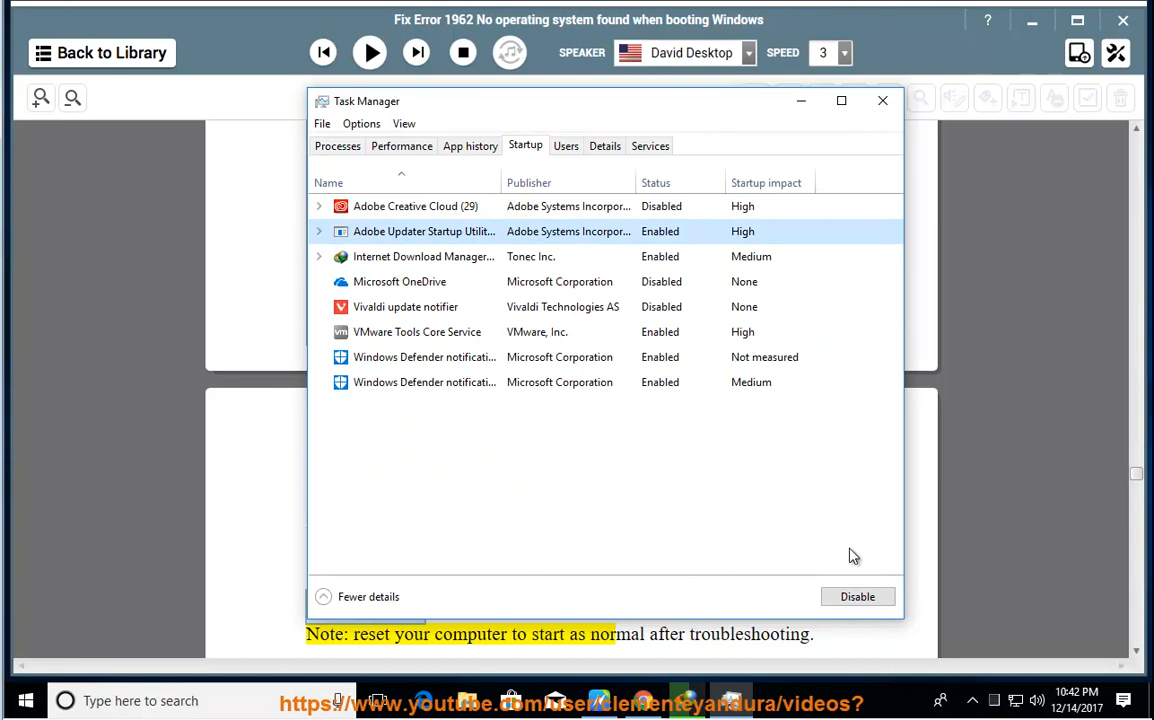 Fix Error 1962 No operating system found when booting Windows
?
Back to Library
SPEAKER
David Desktop
SPEED
3
Task Manager
File Options View
Processes Performance App history Startup Users Details Services
Name Publisher Status Startup impact
Adobe Creative Cloud (29) Adobe Systems Incorpor... Disabled High
Adobe Updater Startup Utilit... Adobe Systems Incorpor... Enabled High
Internet Download Manager... Tonec Inc. Enabled Medium
Microsoft OneDrive Microsoft Corporation Disabled None
Vivaldi update notifier Vivaldi Technologies AS Disabled None
vm VMware Tools Core Service VMware, Inc. Enabled High
Windows Defender notificati... Microsoft Corporation Enabled Not measured
Windows Defender notificati... Microsoft Corporation Enabled Medium
Fewer details
Disable
Note: reset your computer to start as normal after troubleshooting.
Type here to search
https://www.youtube.com/user/clementeyandura/videos?
10:42 PM
12/14/2017